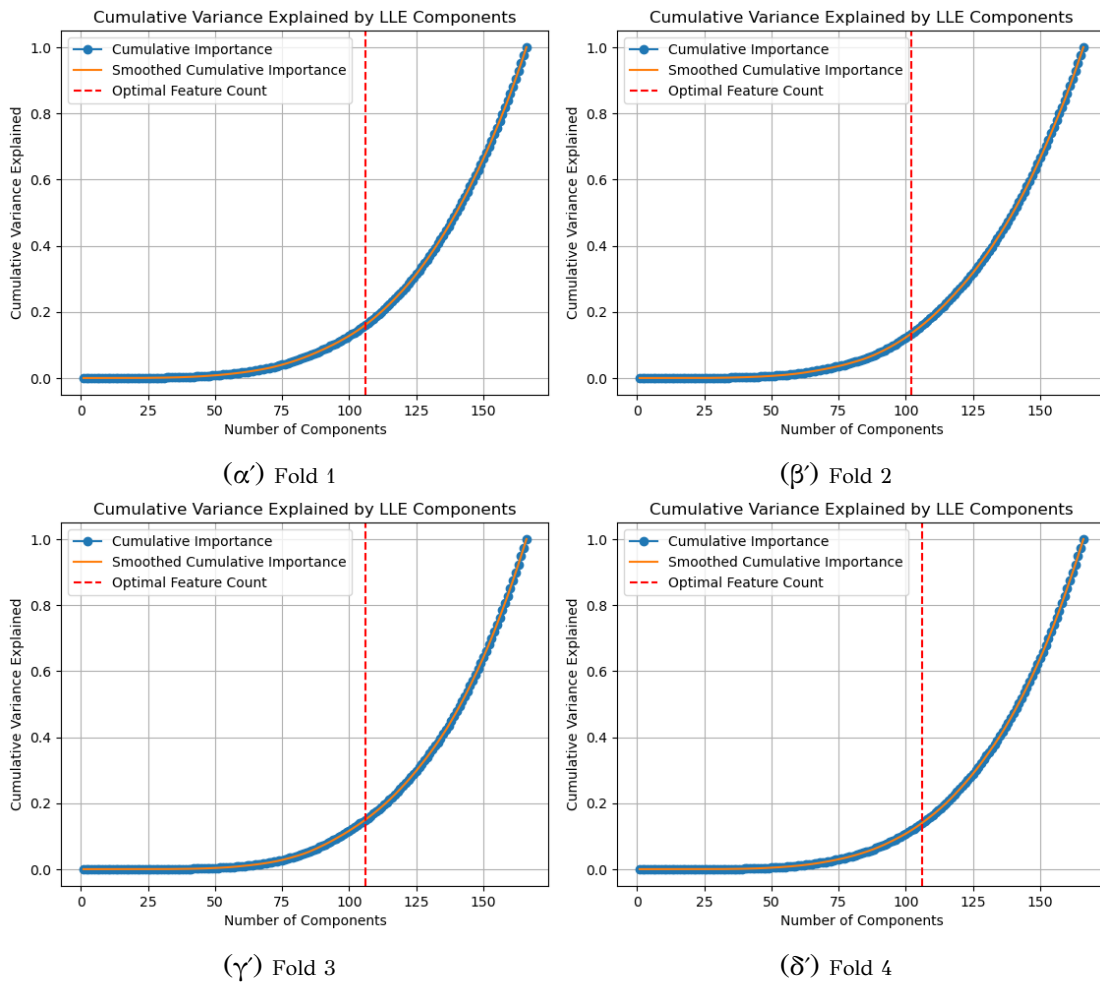 Cumulative Variance Explained by LLE Components
Cumulative Importance
Smoothed Cumulative Importance
Optimal Feature Count
Cumulative Variance Explained
1.0
0.8
0.6
0.4
0.2
0.0
0 25 50 75 100 125 150
Number of Components
(α´) Fold 1
Cumulative Variance Explained by LLE Components
Cumulative Importance
Smoothed Cumulative Importance
Optimal Feature Count
Cumulative Variance Explained
1.0
0.8
0.6
0.4
0.2
0.0
0 25 50 75 100 125 150
Number of Components
(β´) Fold 2
Cumulative Variance Explained by LLE Components
Cumulative Importance
Smoothed Cumulative Importance
Optimal Feature Count
Cumulative Variance Explained
1.0
0.8
0.6
0.4
0.2
0.0
0 25 50 75 100 125 150
Number of Components
(γ´) Fold 3
Cumulative Variance Explained by LLE Components
Cumulative Importance
Smoothed Cumulative Importance
Optimal Feature Count
Cumulative Variance Explained
1.0
0.8
0.6
0.4
0.2
0.0
0 25 50 75 100 125 150
Number of Components
(δ´) Fold 4